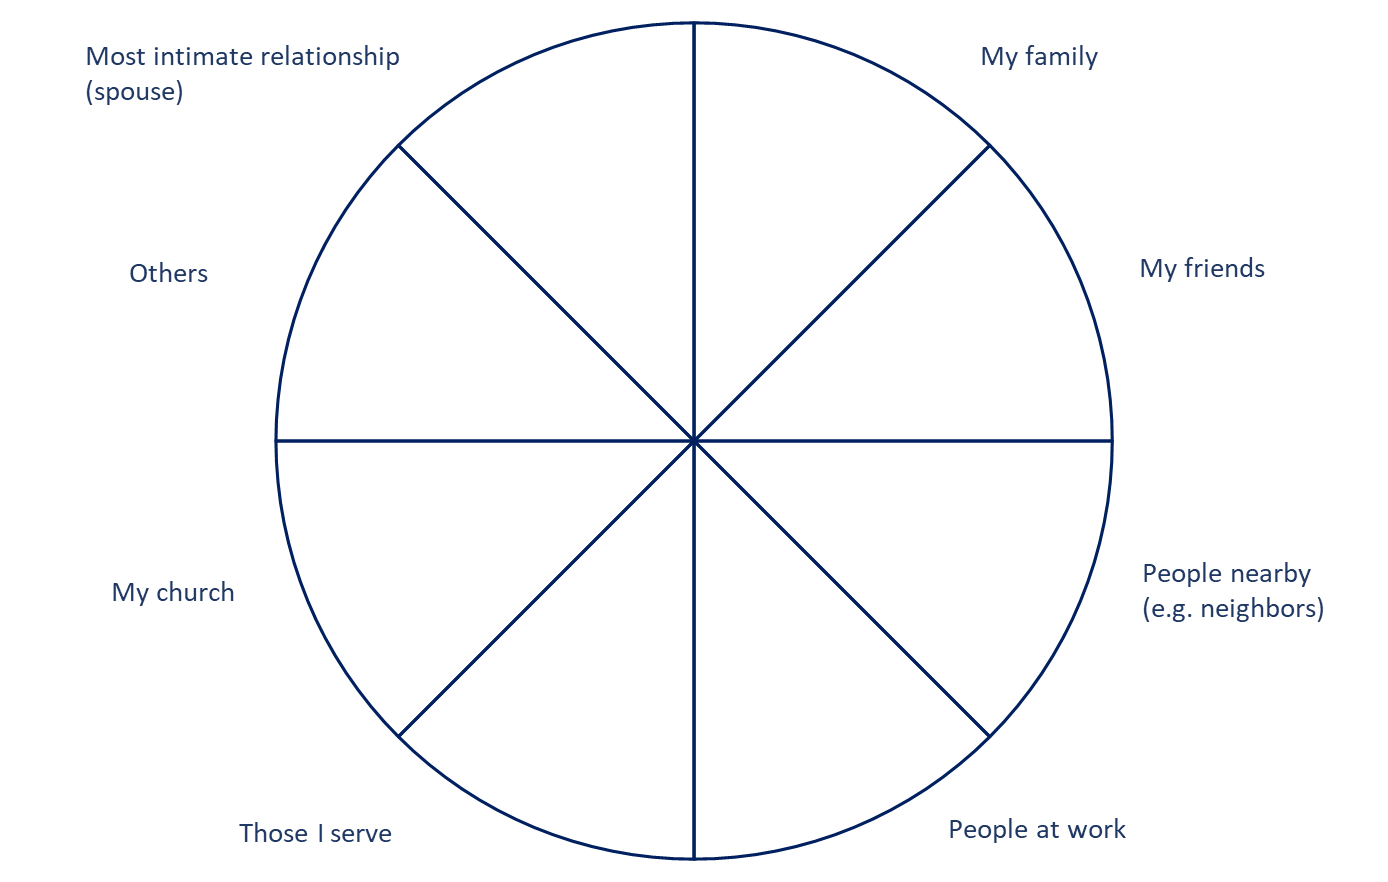 Most intimate relationship
(spouse)
My family
Others
My friends
My church
People nearby
(e.g. neighbors)
Those I serve
People at work